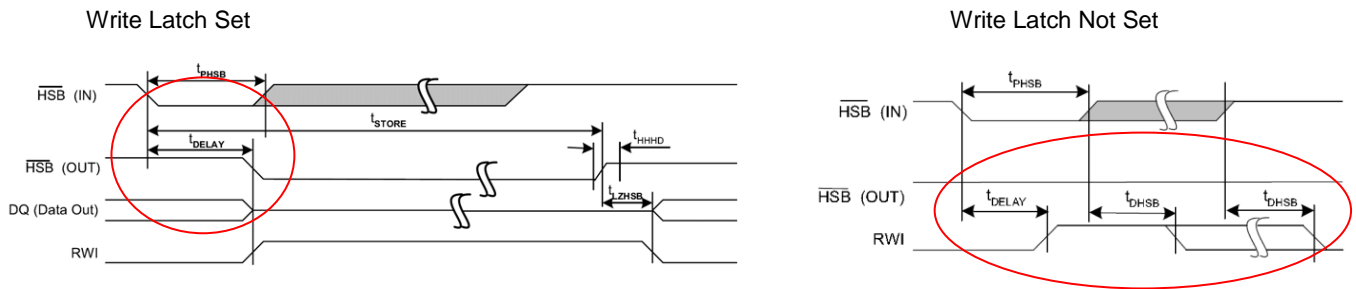 Write Latch Set
Write Latch Not Set
tPHSB
HSB (IN)
tSTORE
tDELAY
tHHHD
HSB (OUT)
tLZHSB
DQ (Data Out)
RWI
tPHSB
HSB (IN)
HSB (OUT)
tDELAY
tDHSB
tDHSB
RWI